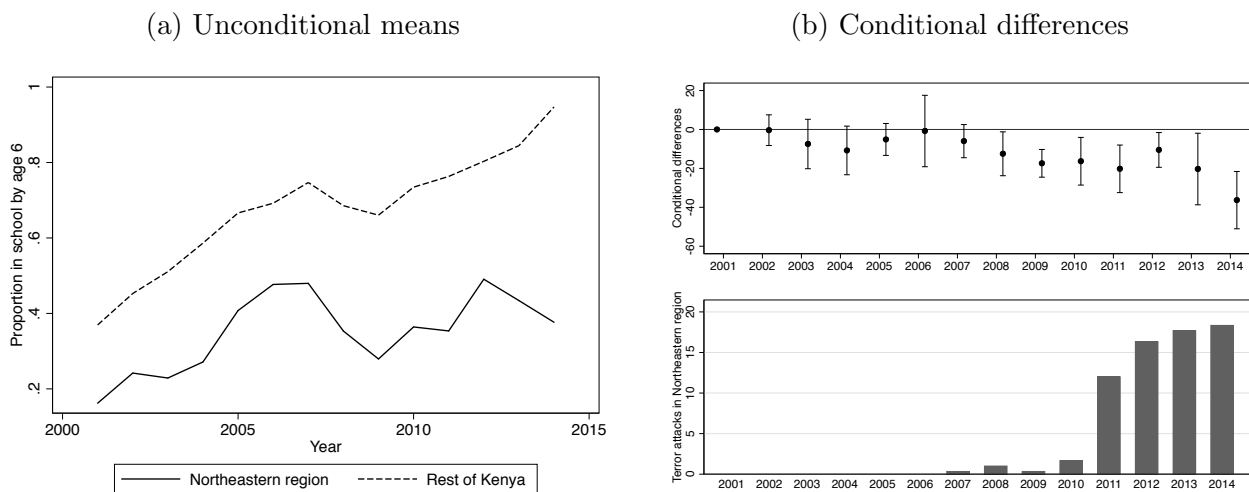 (a) Unconditional means
Proportion in school by age 6
1
.8
.6
.4
.2
2000 2005 2010 2015
Year
Northeastern region Rest of Kenya
(b) Conditional differences
Conditional differences
20
0
-20
-40
-60
2001 2002 2003 2004 2005 2006 2007 2008 2009 2010 2011 2012 2013 2014
Terror attacks in Northeastern region
20
15
10
5
0
2001 2002 2003 2004 2005 2006 2007 2008 2009 2010 2011 2012 2013 2014